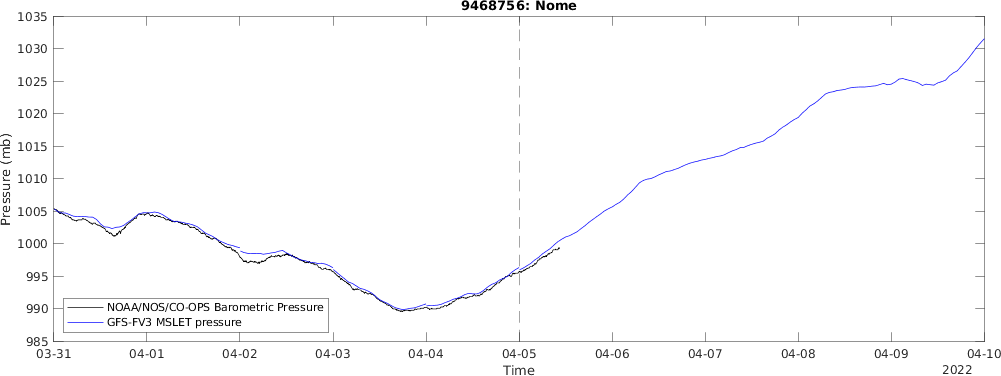 9468756: Nome
1035
1030
1025
1020
1015
1010
1005
1000
995
990
985
Pressure (mb)
NOAA/NOS/CO-OPS Barometric Pressure
GFS-FV3 MSLET pressure
03-31 04-01 04-02 04-03 04-04 04-05 04-06 04-07 04-08 04-09 04-10
Time
2022